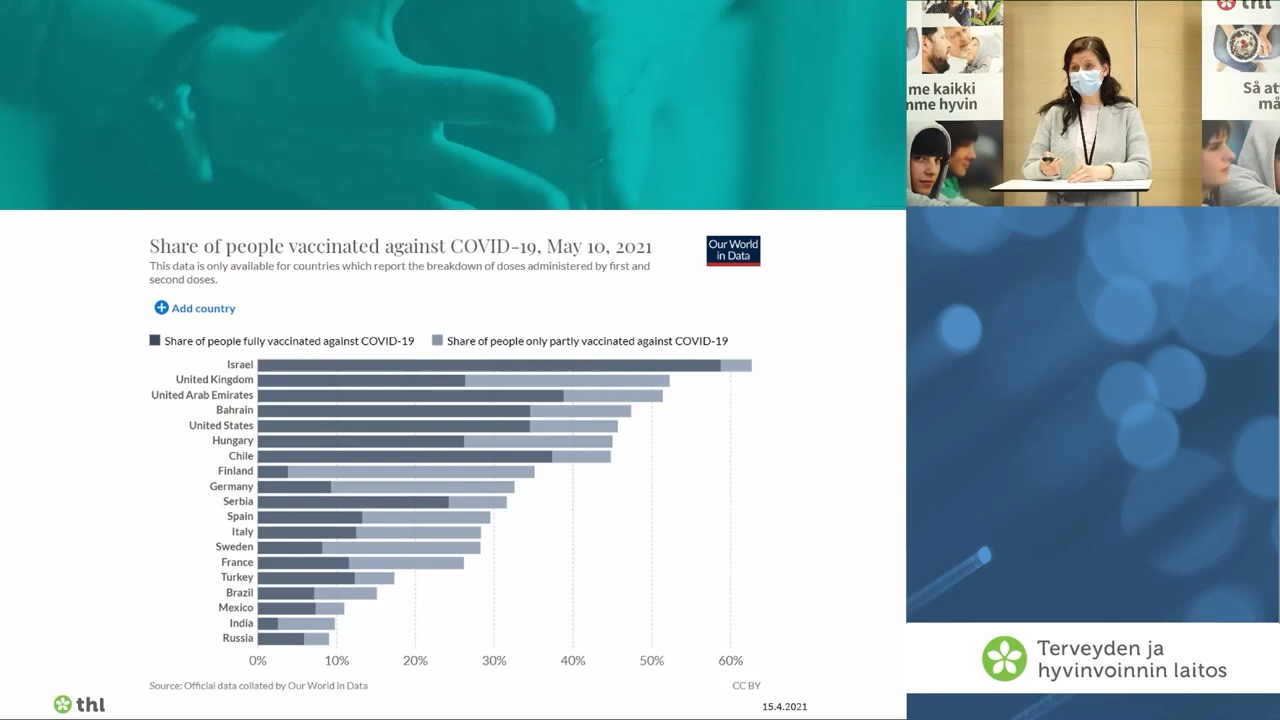 Share of people vaccinated against COVID-19, May 10, 2021
This data is only available for countries which report the breakdown of doses administered by first and
second doses.
Our World
in Data
Add country
Share of people fully vaccinated against COVID-19
Share of people only partly vaccinated against COVID-19
Israel
United Kingdom
United Arab Emirates
Bahrain
United States
Hungary
Chile
Finland
Germany
Serbia
Spain
Italy
Sweden
France
Turkey
Brazil
Mexico
India
Russia
0% 10% 20% 30% 40% 50% 60%
Source: Official data collated by Our World in Data
CC BY
thl
15.4.2021
thl
me kaikki
nme hyvin
Så at
må
Terveyden ja
hyvinvoinnin laitos